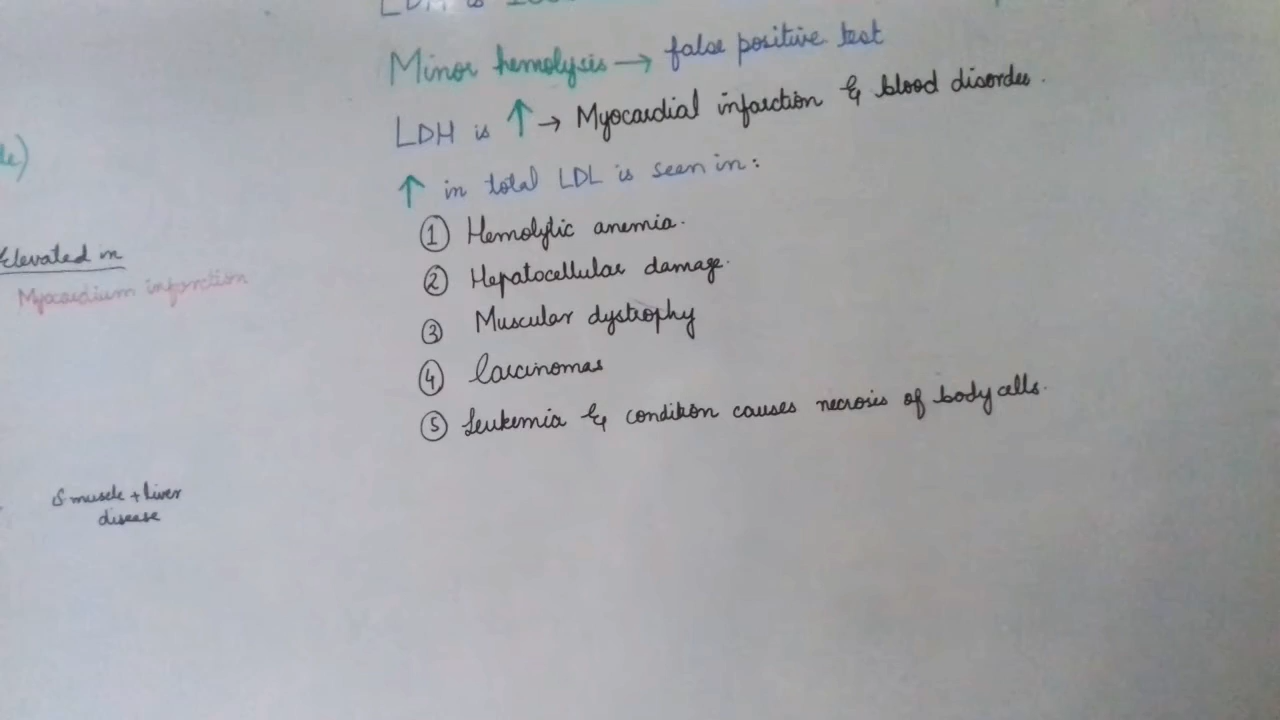 LDH is
Minor hemolysis → false positive test
LDH is ↑ → Myocardial infarction & blood disorder.
↑ in total LDL is seen in:
① Hemolytic anemia.
② Hepatocellular damage.
③ Muscular dystrophy
④ Carcinomas
⑤ Leukemia & condition causes necrosis of body cells.
Elevated in
Myocardium infarction
S muscle + liver
disease